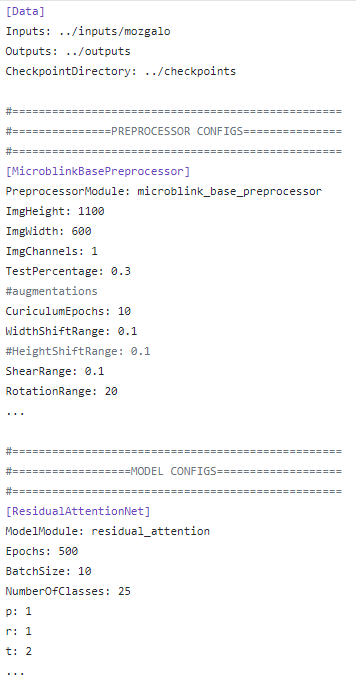 [Data]
Inputs: ../inputs/mozgalo
Outputs: ../outputs
CheckpointDirectory: ../checkpoints
#==================================================
#===============PREPROCESSOR CONFIGS===============
#==================================================
[MicroblinkBasePreprocessor]
PreprocessorModule: microblink_base_preprocessor
ImgHeight: 1100
ImgWidth: 600
ImgChannels: 1
TestPercentage: 0.3
#augmentations
CuriculumEpochs: 10
WidthShiftRange: 0.1
#HeightShiftRange: 0.1
ShearRange: 0.1
RotationRange: 20
...
#==================================================
#==================MODEL CONFIGS===================
#==================================================
[ResidualAttentionNet]
ModelModule: residual_attention
Epochs: 500
BatchSize: 10
NumberOfClasses: 25
p: 1
r: 1
t: 2
...